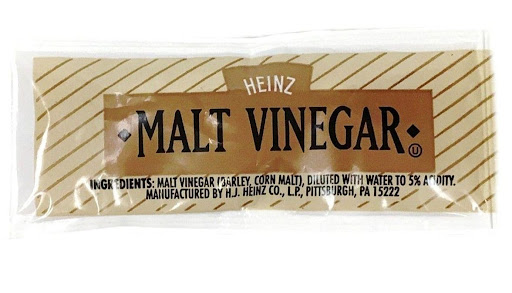 HEINZ
MALT VINEGAR
U
INGREDIENTS: MALT VINEGAR (BARLEY, CORN MALT), DILUTED WITH WATER TO 5% ACIDITY.
MANUFACTURED BY H.J. HEINZ CO., L.P., PITTSBURGH, PA 15222